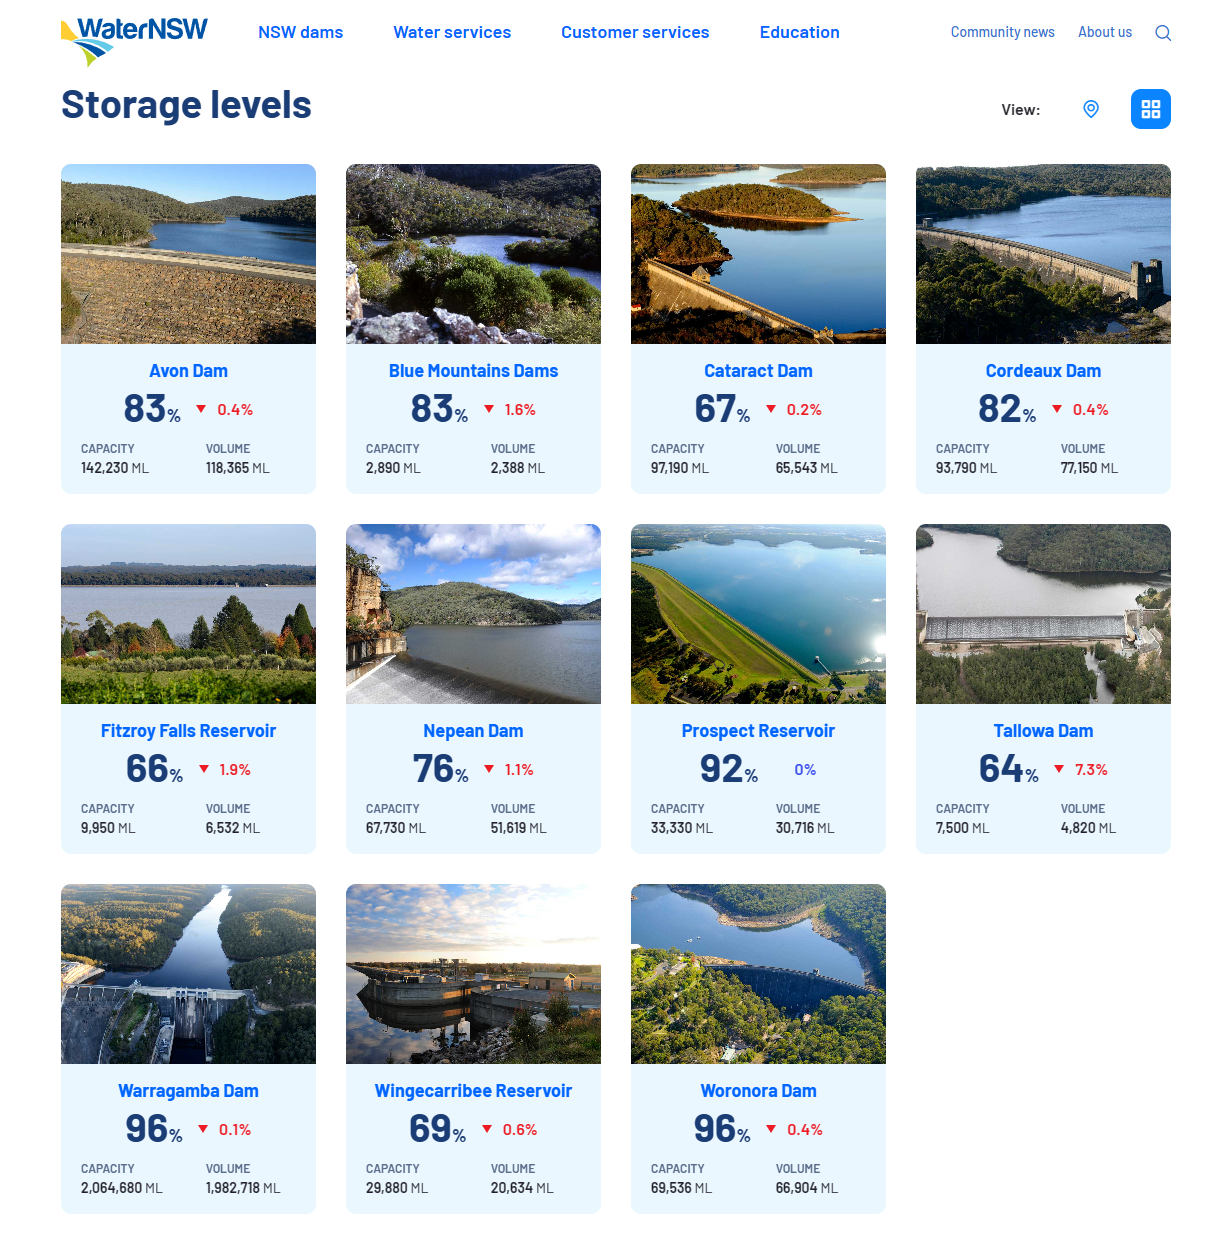 WaterNSW
NSW dams Water services Customer services Education Community news About us
Storage levels
View:
Avon Dam
83% ▼ 0.4%
CAPACITY VOLUME
142,230 ML 118,365 ML
Blue Mountains Dams
83% ▼ 1.6%
CAPACITY VOLUME
2,890 ML 2,388 ML
Cataract Dam
67% ▼ 0.2%
CAPACITY VOLUME
97,190 ML 65,543 ML
Cordeaux Dam
82% ▼ 0.4%
CAPACITY VOLUME
93,790 ML 77,150 ML
Fitzroy Falls Reservoir
66% ▼ 1.9%
CAPACITY VOLUME
9,950 ML 6,532 ML
Nepean Dam
76% ▼ 1.1%
CAPACITY VOLUME
67,730 ML 51,619 ML
Prospect Reservoir
92% 0%
CAPACITY VOLUME
33,330 ML 30,716 ML
Tallowa Dam
64% ▼ 7.3%
CAPACITY VOLUME
7,500 ML 4,820 ML
Warragamba Dam
96% ▼ 0.1%
CAPACITY VOLUME
2,064,680 ML 1,982,718 ML
Wingecarribee Reservoir
69% ▼ 0.6%
CAPACITY VOLUME
29,880 ML 20,634 ML
Woronora Dam
96% ▼ 0.4%
CAPACITY VOLUME
69,536 ML 66,904 ML